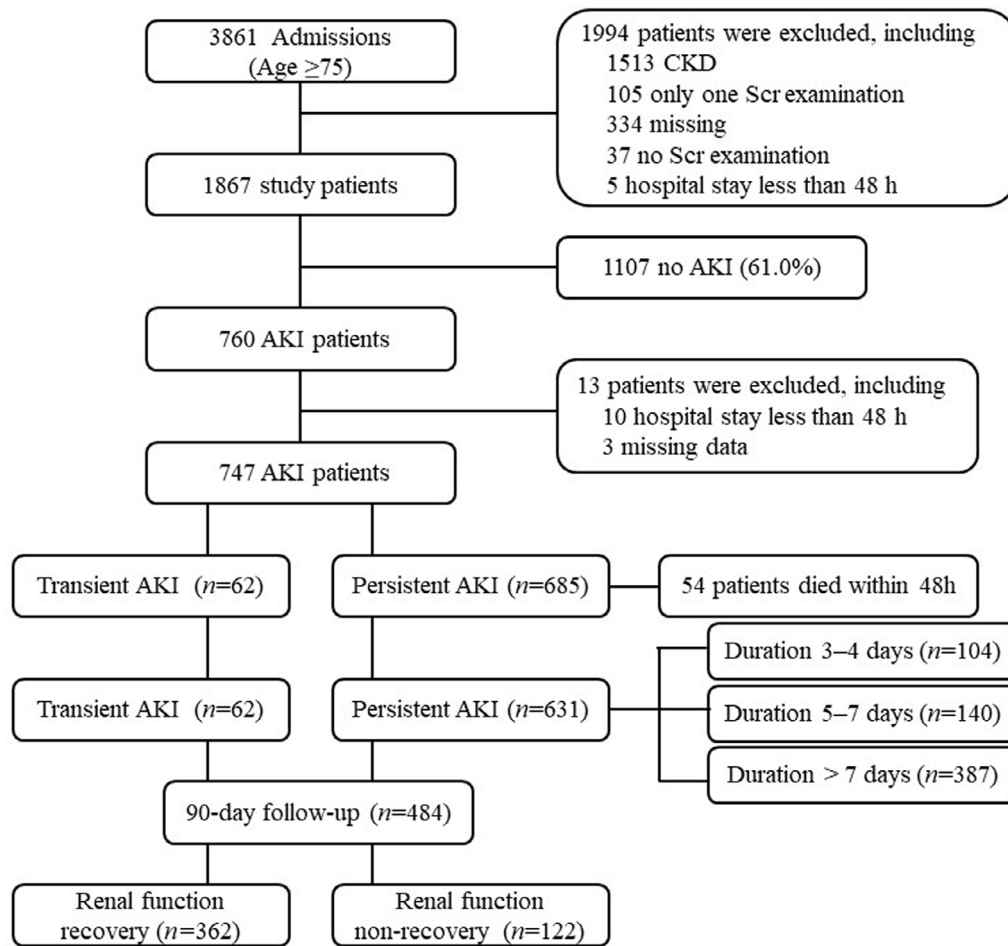 3861 Admissions
(Age ≥75)
1994 patients were excluded, including
1513 CKD
105 only one Scr examination
334 missing
37 no Scr examination
5 hospital stay less than 48 h
1867 study patients
1107 no AKI (61.0%)
760 AKI patients
13 patients were excluded, including
10 hospital stay less than 48 h
3 missing data
747 AKI patients
Transient AKI (n=62)
Persistent AKI (n=685)
54 patients died within 48h
Duration 3–4 days (n=104)
Transient AKI (n=62)
Persistent AKI (n=631)
Duration 5–7 days (n=140)
Duration > 7 days (n=387)
90-day follow-up (n=484)
Renal function
recovery (n=362)
Renal function
non-recovery (n=122)